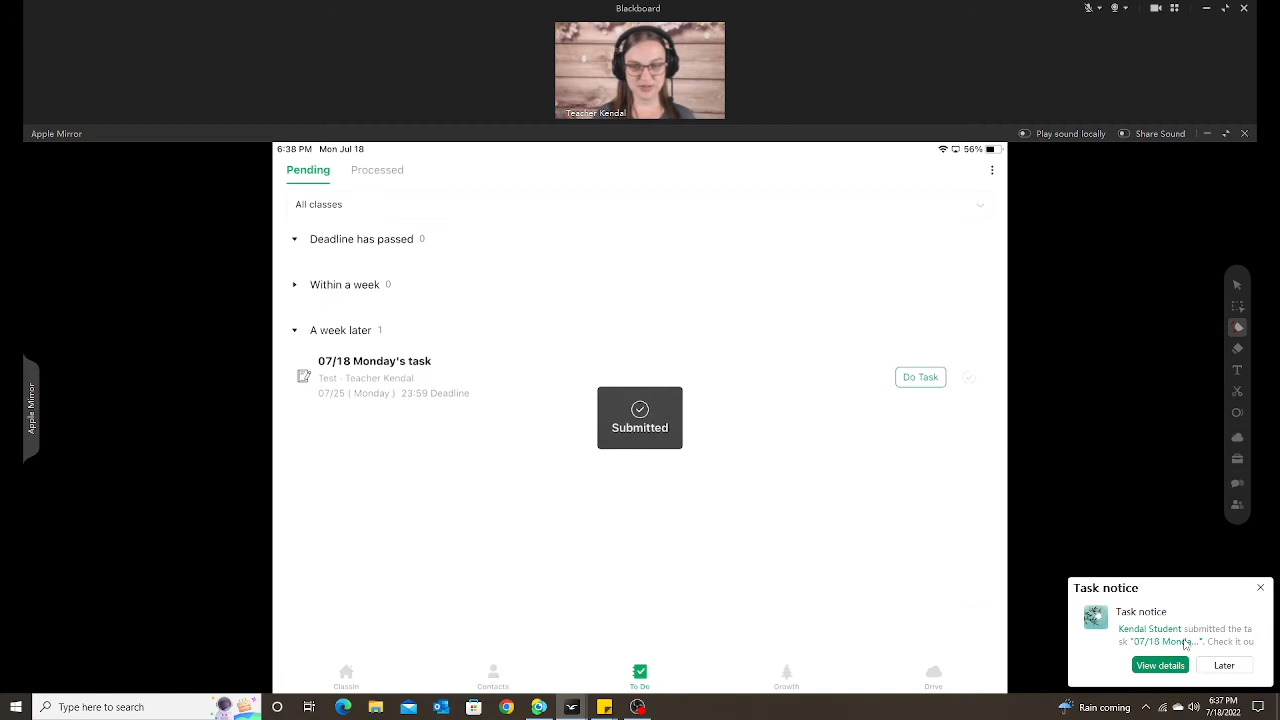 Blackboard
Teacher Kendal
Apple Mirror
Play sound locally
Share Sound
6:38 PM Mon Jul 18
56%
Pending
Processed
All classes
Deadline has passed 0
Within a week 0
A week later 1
07/18 Monday's task
Test - Teacher Kendal
07/25 ( Monday ) 23:59 Deadline
Do Task
Submitted
Apple Mirror
T
Task notice
Task notice
Kendal Student submitted the ta
sk "07/18 Monda..." . Check it ou
View details
Later
ClassIn
Contacts
To Do
Growth
Drive
Type here to search
Rain coming
6:37 PM
7/18/2022